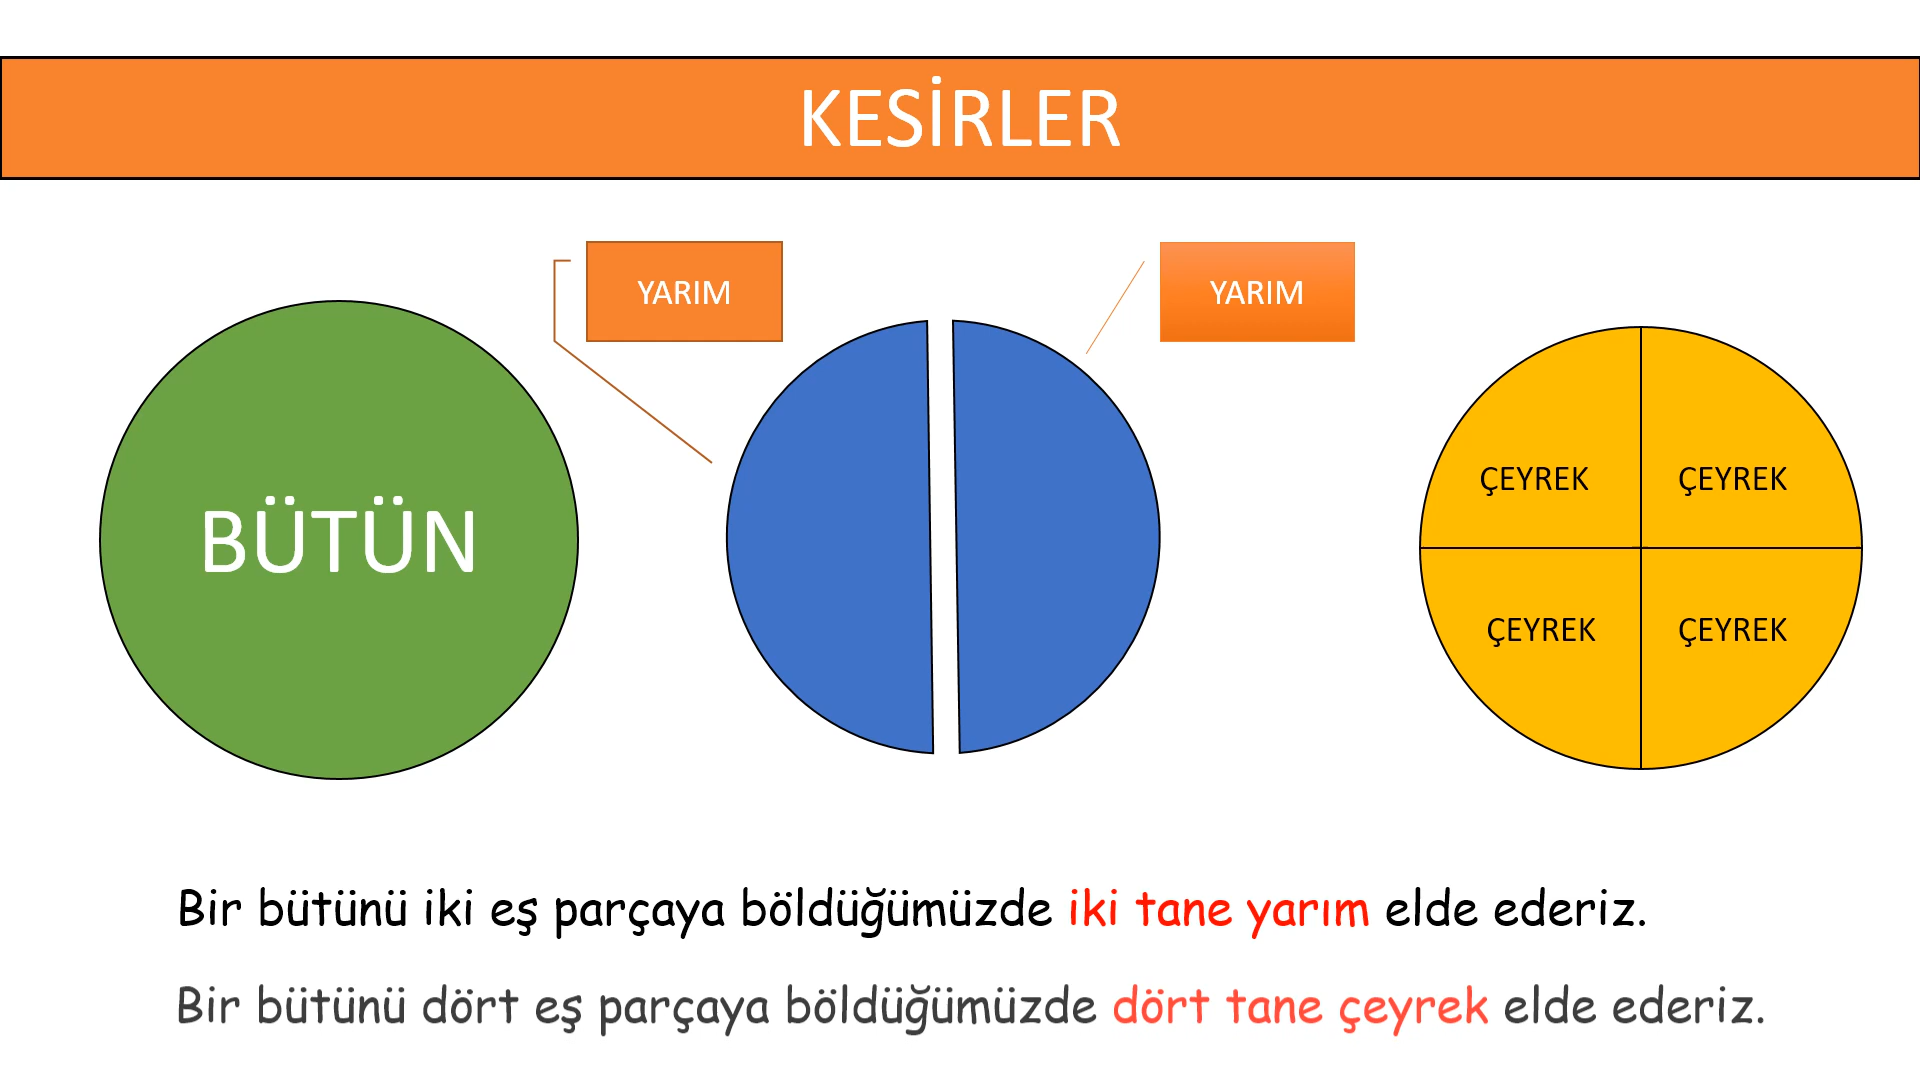 KESİRLER
YARIM
YARIM
BÜTÜN
ÇEYREK
ÇEYREK
ÇEYREK
ÇEYREK
Bir bütünü iki eş parçaya böldüğümüzde iki tane yarım elde ederiz.
Bir bütünü dört eş parçaya böldüğümüzde dört tane çeyrek elde ederiz.